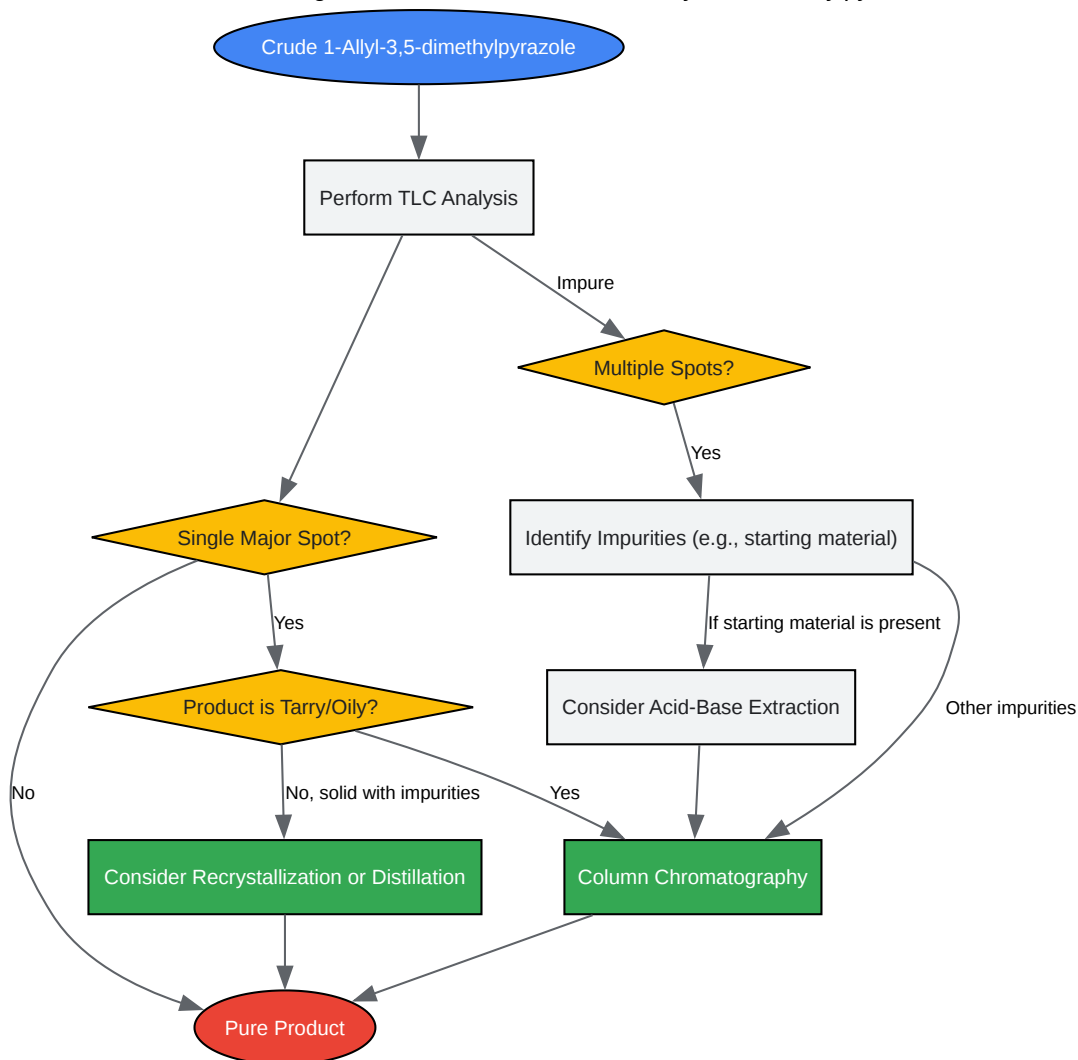 Crude 1-Allyl-3,5-dimethylpyrazole
Perform TLC Analysis
Impure
Multiple Spots?
Yes
Single Major Spot?
Identify Impurities (e.g., starting material)
Yes
If starting material is present
Product is Tarry/Oily?
Consider Acid-Base Extraction
Other impurities
No
No, solid with impurities
Yes
Consider Recrystallization or Distillation
Column Chromatography
Pure Product